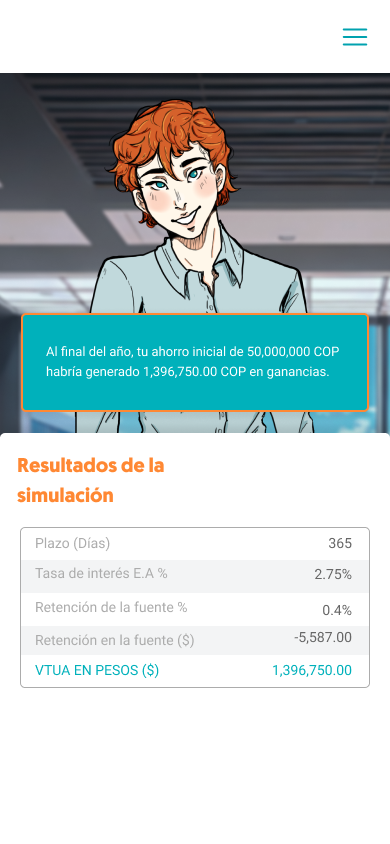 Al final del año, tu ahorro inicial de 50,000,000 COP
habría generado 1,396,750.00 COP en ganancias.
Resultados de la
simulación
Plazo (Días) 365
Tasa de interés E.A % 2.75%
Retención de la fuente % 0.4%
Retención en la fuente ($) -5,587.00
VTUA EN PESOS ($) 1,396,750.00